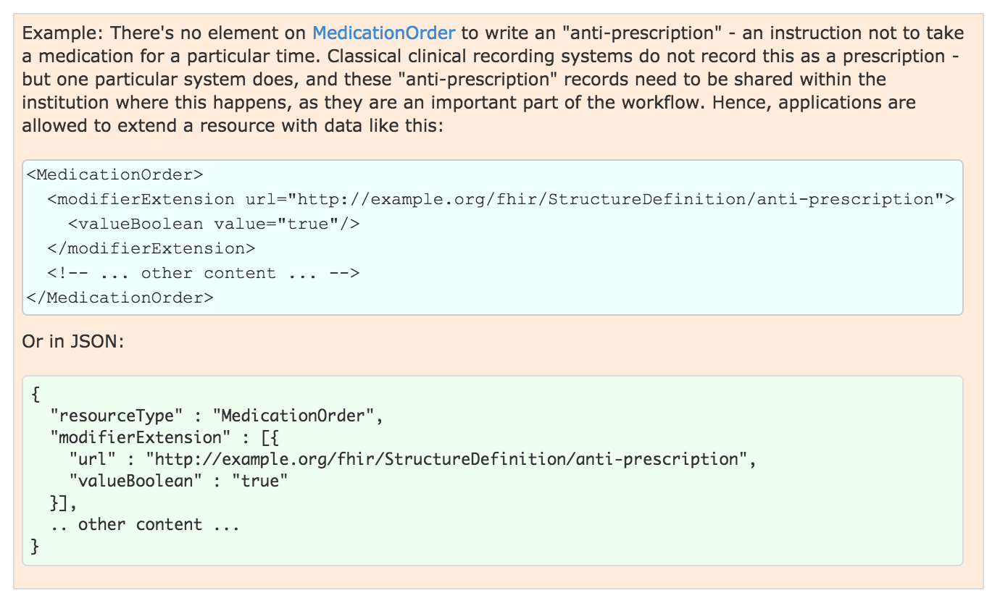 Example: There's no element on MedicationOrder to write an "anti-prescription" - an instruction not to take
a medication for a particular time. Classical clinical recording systems do not record this as a prescription -
but one particular system does, and these "anti-prescription" records need to be shared within the
institution where this happens, as they are an important part of the workflow. Hence, applications are
allowed to extend a resource with data like this:
<MedicationOrder>
  <modifierExtension url="http://example.org/fhir/StructureDefinition/anti-prescription">
    <valueBoolean value="true"/>
  </modifierExtension>
  <!-- ... other content ... -->
</MedicationOrder>
Or in JSON:
{
  "resourceType" : "MedicationOrder",
  "modifierExtension" : [{
    "url" : "http://example.org/fhir/StructureDefinition/anti-prescription",
    "valueBoolean" : "true"
  }],
  .. other content ...
}